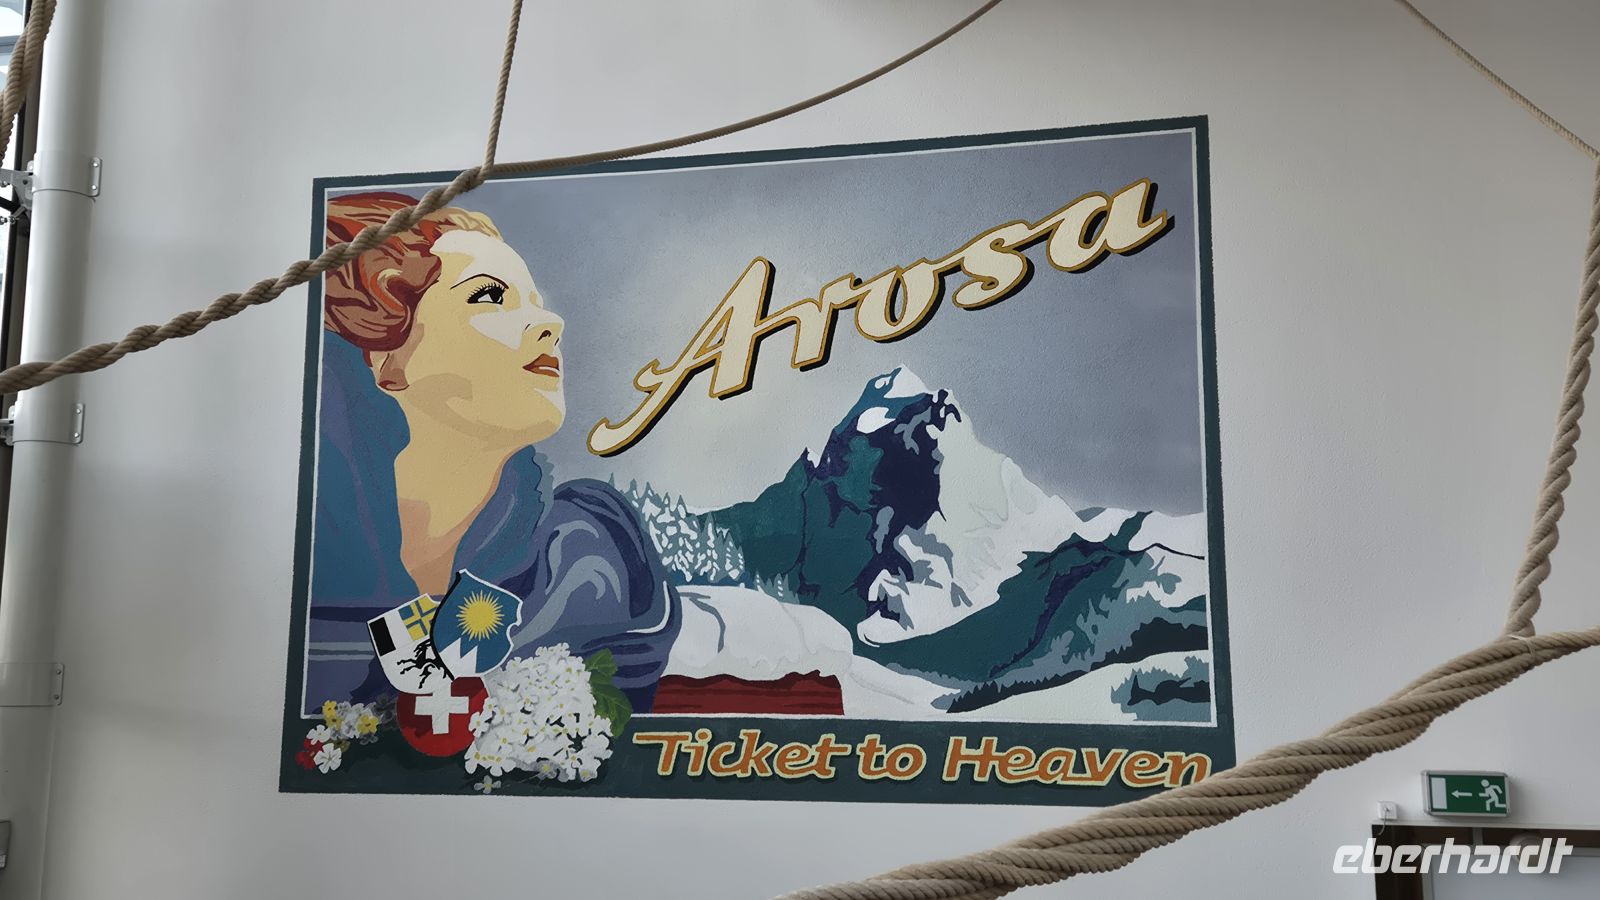 Arosa
Ticket to Heaven
eberhardt